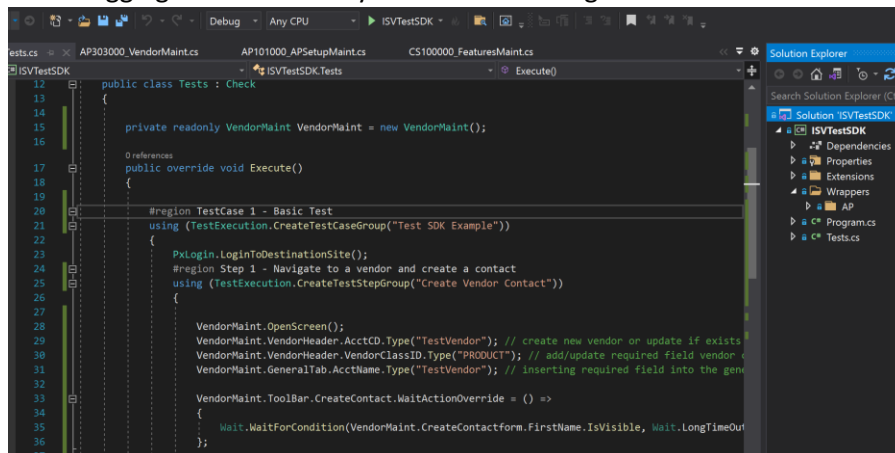 Debug Any CPU ISVTestSDK
ests.cs AP303000_VendorMaint.cs AP101000_APSetupMaint.cs CS100000_FeaturesMaint.cs
ISVTestSDK ISVTestSDK.Tests Execute()
12 public class Tests : Check
13 {
14
15 private readonly VendorMaint VendorMaint = new VendorMaint();
16
0 references
17 public override void Execute()
18 {
19
20 #region TestCase 1 - Basic Test
21 using (TestExecution.CreateTestCaseGroup("Test SDK Example"))
22 {
23 PxLogin.LoginToDestinationSite();
24 #region Step 1 - Navigate to a vendor and create a contact
25 using (TestExecution.CreateTestStepGroup("Create Vendor Contact"))
26 {
27
28 VendorMaint.OpenScreen();
29 VendorMaint.VendorHeader.AcctCD.Type("TestVendor"); // create new vendor or update if exists
30 VendorMaint.VendorHeader.VendorClassID.Type("PRODUCT"); // add/update required field vendor
31 VendorMaint.GeneralTab.AcctName.Type("TestVendor"); // inserting required field into the gene
32
33 VendorMaint.ToolBar.CreateContact.WaitActionOverride = () =>
34 {
35 Wait.WaitForCondition(VendorMaint.CreateContactform.FirstName.IsVisible, Wait.LongTimeOut
36 };
Solution Explorer
Search Solution Explorer (C
Solution 'ISVTestSDK'
C# ISVTestSDK
Dependencies
Properties
Extensions
Wrappers
AP
C# Program.cs
C# Tests.cs